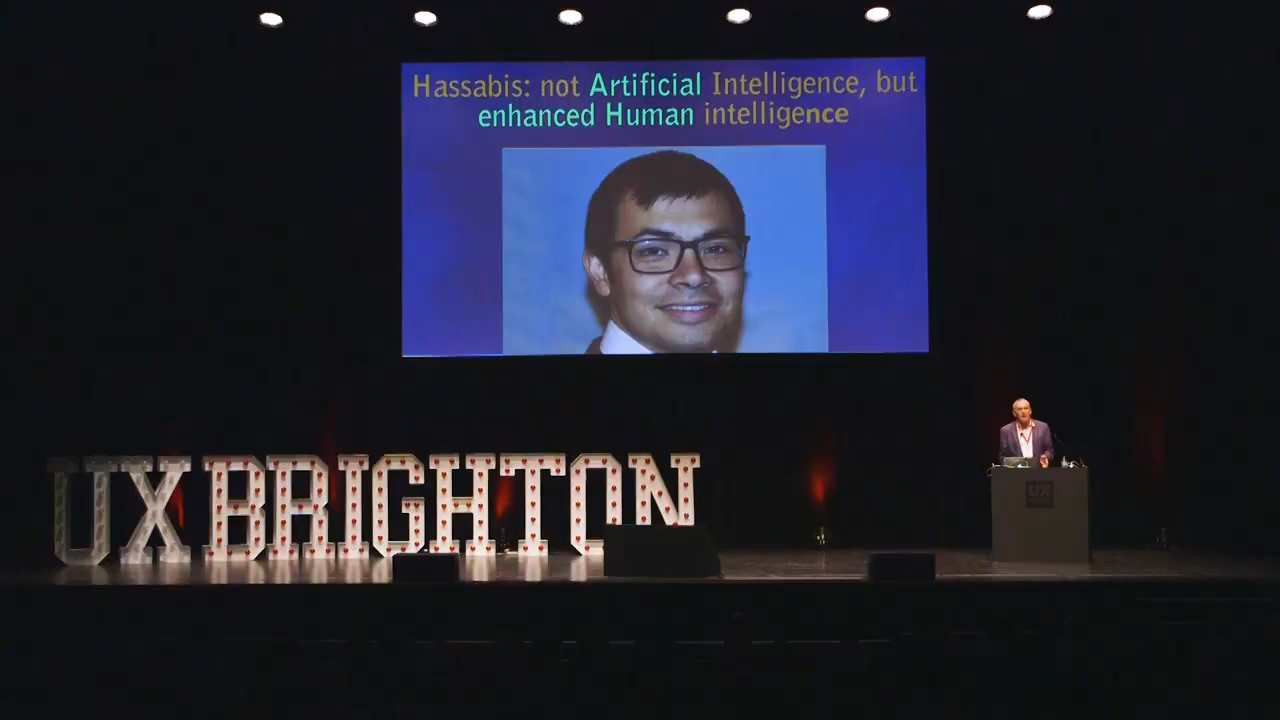 Hassabis: not Artificial Intelligence, but
enhanced Human intelligence
UX BRIGHTON